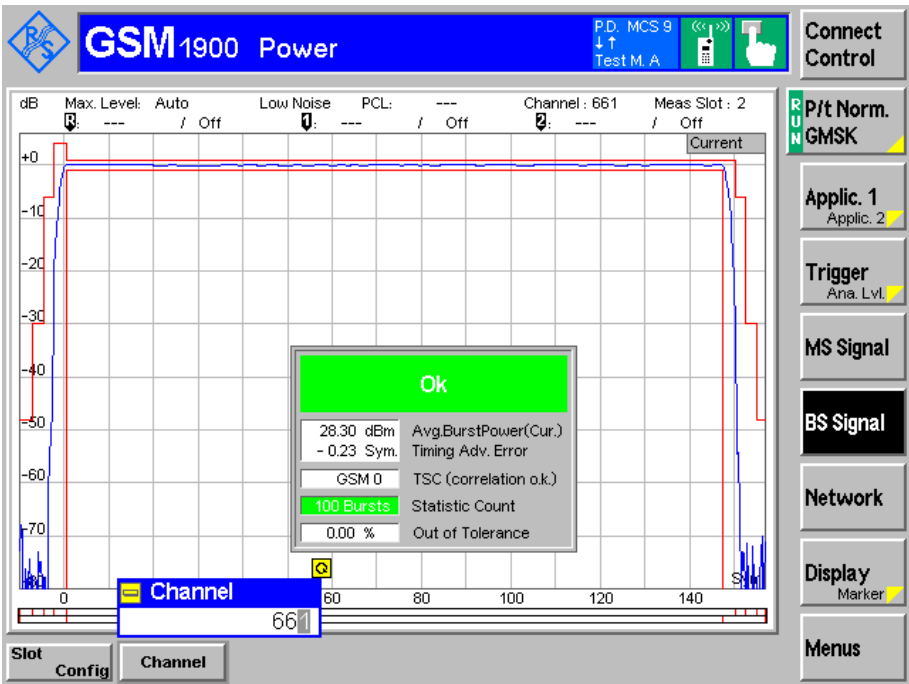 R&S
GSM 1900 Power
P.D. MCS 9
Test M. A
Connect
Control
dB Max. Level: Auto Low Noise PCL: --- Channel : 661 Meas Slot : 2
R: --- / Off 1: --- / Off 2: --- / Off
Current
RUN
P/t Norm.
GMSK
Applic. 1
Applic. 2
Trigger
Ana. Lvl.
MS Signal
BS Signal
Network
Display
Marker
Menus
+0
-10
-20
-30
-40
-50
-60
-70
Ok
28.30 dBm Avg.BurstPower(Cur.)
- 0.23 Sym. Timing Adv. Error
GSM 0 TSC (correlation o.k.)
100 Bursts Statistic Count
0.00 % Out of Tolerance
0 60 80 100 120 140
Channel
661
Slot
Config
Channel